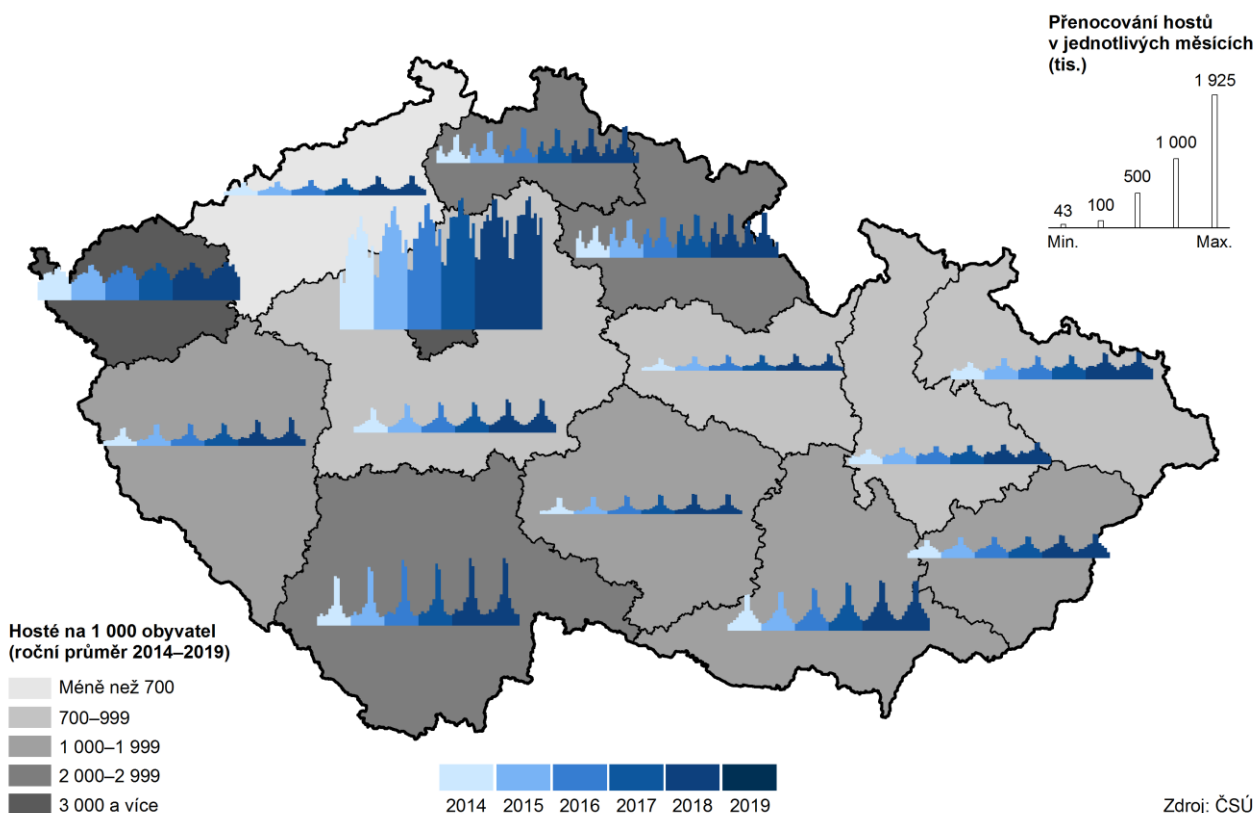 Přenocování hostů
v jednotlivých měsících
(tis.)
1 925
1 000
500
100
43
Min.
Max.
Hosté na 1 000 obyvatel
(roční průměr 2014–2019)
Méně než 700
700–999
1 000–1 999
2 000–2 999
3 000 a více
2014 2015 2016 2017 2018 2019
Zdroj: ČSÚ